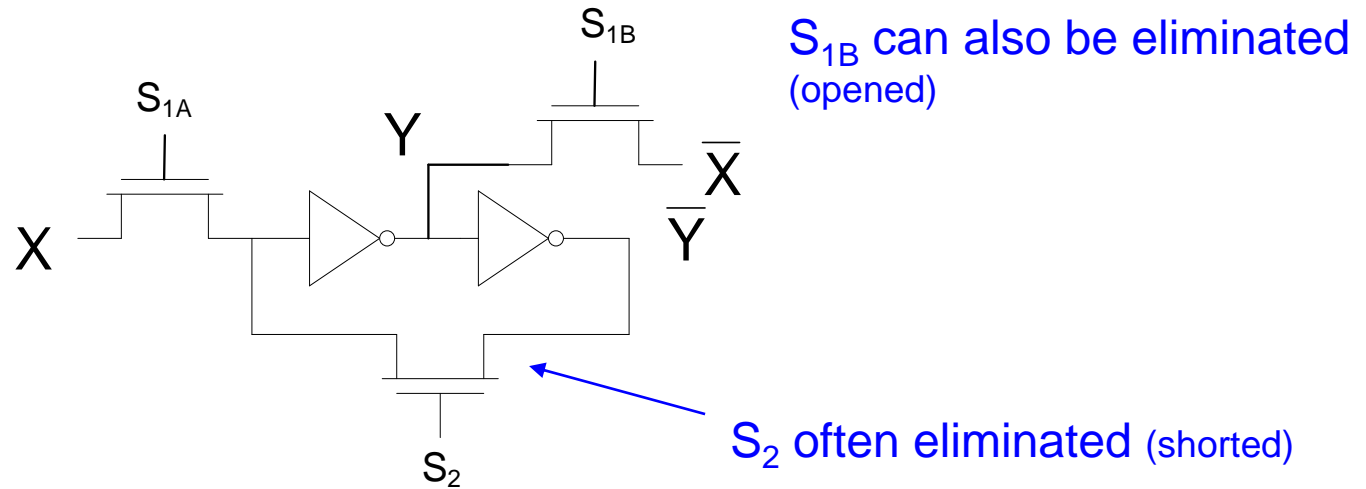 S₁B
S₁B can also be eliminated
(opened)
S₁A
Y
X̅
Y̅
X
S₂ often eliminated (shorted)
S₂